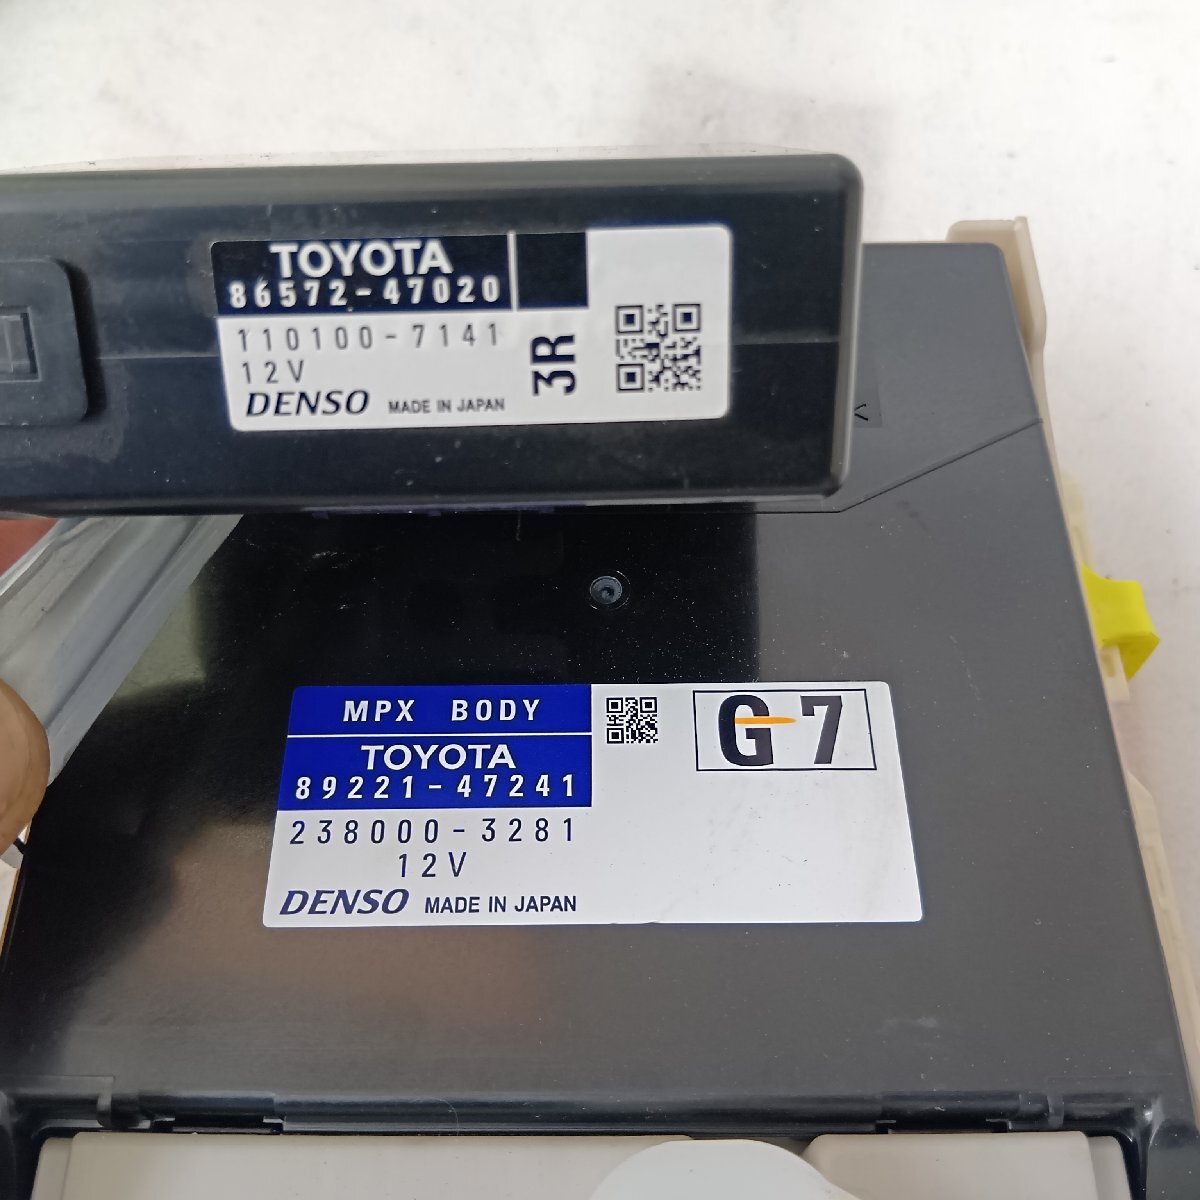 TOYOTA
86572-47020
110100-7141
12V
DENSO MADE IN JAPAN
3R
MPX BODY
TOYOTA
89221-47241
238000-3281
12V
DENSO MADE IN JAPAN
G7